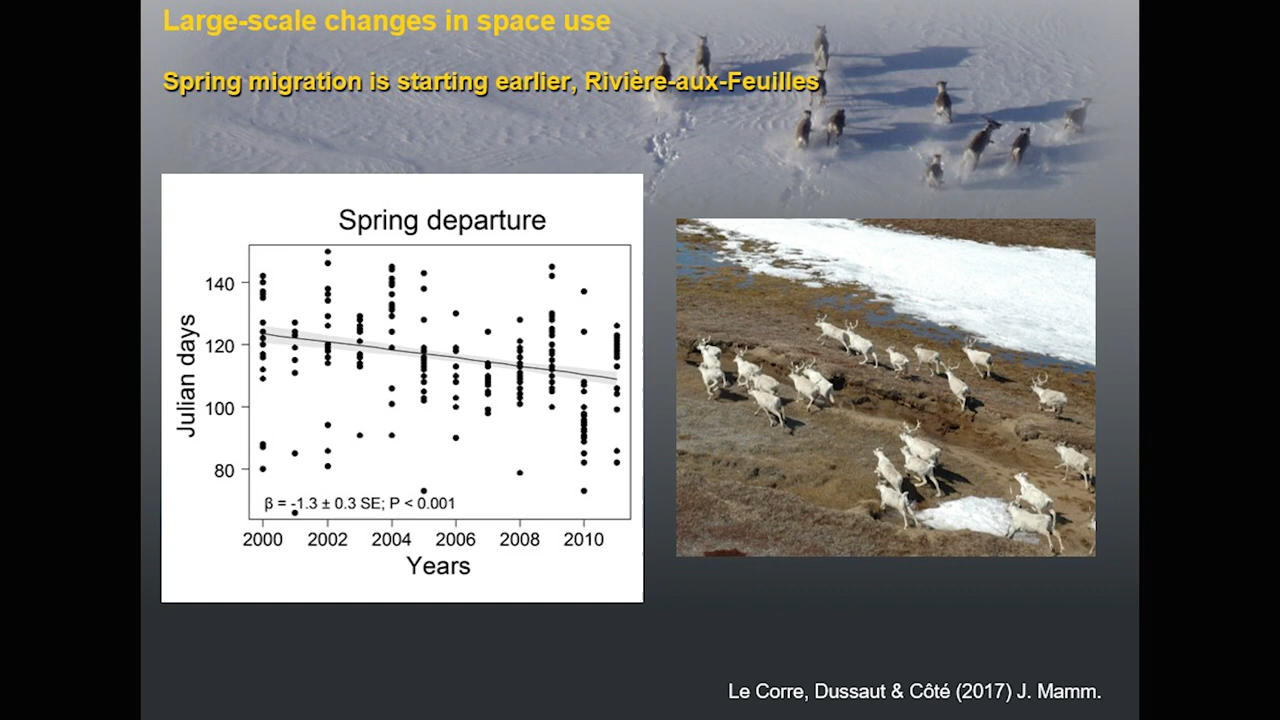 Large-scale changes in space use
Spring migration is starting earlier, Rivière-aux-Feuilles
Spring departure
140
120
100
80
Julian days
β = -1.3 ± 0.3 SE; P < 0.001
2000 2002 2004 2006 2008 2010
Years
Le Corre, Dussaut & Côté (2017) J. Mamm.